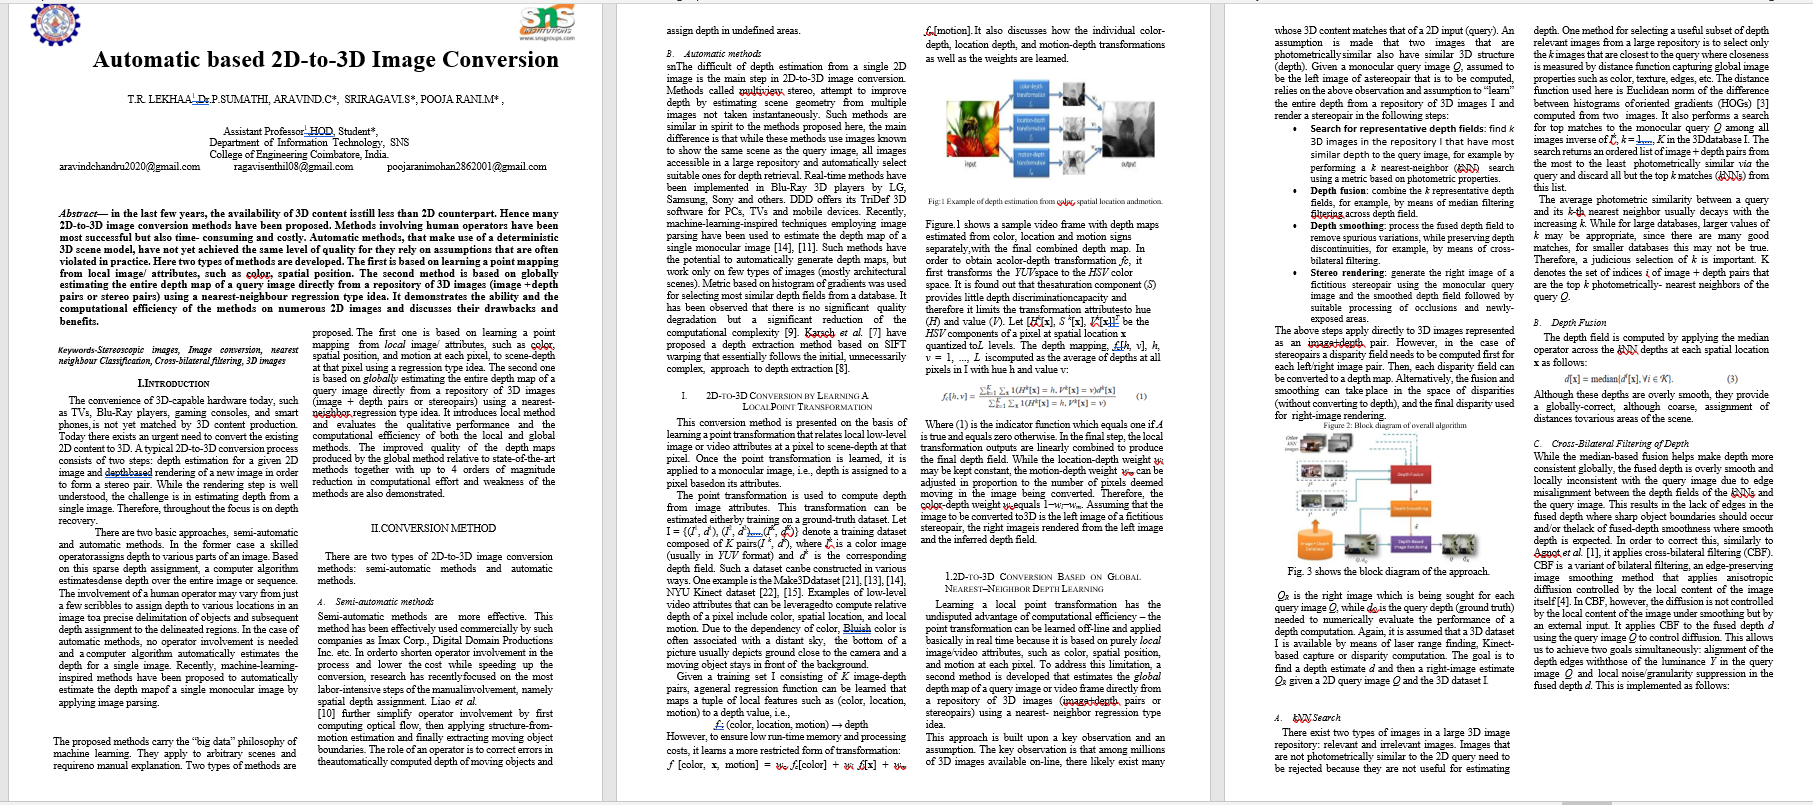 SNS
INSTITUTIONS
www.snsgroups.com
Automatic based 2D-to-3D Image Conversion
T.R. LEKHAA¹,Dr.P.SUMATHI, ARAVIND.C*, SRIRAGAVI.S*, POOJA RANI.M* ,
Assistant Professor¹,HOD, Student*,
Department of Information Technology, SNS
College of Engineering Coimbatore, India.
aravindchandru2020@gmail.com ragavisenthil08@gmail.com poojaranimohan2862001@gmail.com
Abstract— in the last few years, the availability of 3D content isstill less than 2D counterpart. Hence many
2D-to-3D image conversion methods have been proposed. Methods involving human operators have been
most successful but also time- consuming and costly. Automatic methods, that make use of a deterministic
3D scene model, have not yet achieved the same level of quality for they rely on assumptions that are often
violated in practice. Here two types of methods are developed. The first is based on learning a point mapping
from local image/ attributes, such as color, spatial position. The second method is based on globally
estimating the entire depth map of a query image directly from a repository of 3D images (image +depth
pairs or stereo pairs) using a nearest-neighbour regression type idea. It demonstrates the ability and the
computational efficiency of the methods on numerous 2D images and discusses their drawbacks and
benefits.
Keywords-Stereoscopic images, Image conversion, nearest
neighbour Classification, Cross-bilateral filtering, 3D images
I.INTRODUCTION
The convenience of 3D-capable hardware today, such
as TVs, Blu-Ray players, gaming consoles, and smart
phones, is not yet matched by 3D content production.
Today there exists an urgent need to convert the existing
2D content to 3D. A typical 2D-to-3D conversion process
consists of two steps: depth estimation for a given 2D
image and depthbased rendering of a new image in order
to form a stereo pair. While the rendering step is well
understood, the challenge is in estimating depth from a
single image. Therefore, throughout the focus is on depth
recovery.
There are two basic approaches, semi-automatic
and automatic methods. In the former case a skilled
operatorassigns depth to various parts of an image. Based
on this sparse depth assignment, a computer algorithm
estimatesdense depth over the entire image or sequence.
The involvement of a human operator may vary from just
a few scribbles to assign depth to various locations in an
image toa precise delimitation of objects and subsequent
depth assignment to the delineated regions. In the case of
automatic methods, no operator involvement is needed
and a computer algorithm automatically estimates the
depth for a single image. Recently, machine-learning-
inspired methods have been proposed to automatically
estimate the depth mapof a single monocular image by
applying image parsing.
The proposed methods carry the "big data" philosophy of
machine learning. They apply to arbitrary scenes and
requireno manual explanation. Two types of methods are
proposed. The first one is based on learning a point
mapping from local image/ attributes, such as color,
spatial position, and motion at each pixel, to scene-depth
at that pixel using a regression type idea. The second one
is based on globally estimating the entire depth map of a
query image directly from a repository of 3D images
(image + depth pairs or stereopairs) using a nearest-
neighbor regression type idea. It introduces local method
and evaluates the qualitative performance and the
computational efficiency of both the local and global
methods. The improved quality of the depth maps
produced by the global method relative to state-of-the-art
methods together with up to 4 orders of magnitude
reduction in computational effort and weakness of the
methods are also demonstrated.
II.CONVERSION METHOD
There are two types of 2D-to-3D image conversion
methods: semi-automatic methods and automatic
methods.
A. Semi-automatic methods
Semi-automatic methods are more effective. This
method has been effectively used commercially by such
companies as Imax Corp., Digital Domain Productions
Inc. etc. In orderto shorten operator involvement in the
process and lower the cost while speeding up the
conversion, research has recentlyfocused on the most
labor-intensive steps of the manualinvolvement, namely
spatial depth assignment. Liao et al.
[10] further simplify operator involvement by first
computing optical flow, then applying structure-from-
motion estimation and finally extracting moving object
boundaries. The role of an operator is to correct errors in
theautomatically computed depth of moving objects and
assign depth in undefined areas.
B. Automatic methods
snThe difficult of depth estimation from a single 2D
image is the main step in 2D-to-3D image conversion.
Methods called multiview stereo, attempt to improve
depth by estimating scene geometry from multiple
images not taken instantaneously. Such methods are
similar in spirit to the methods proposed here, the main
difference is that while these methods use images known
to show the same scene as the query image, all images
accessible in a large repository and automatically select
suitable ones for depth retrieval. Real-time methods have
been implemented in Blu-Ray 3D players by LG,
Samsung, Sony and others. DDD offers its TriDef 3D
software for PCs, TVs and mobile devices. Recently,
machine-learning-inspired techniques employing image
parsing have been used to estimate the depth map of a
single monocular image [14], [11]. Such methods have
the potential to automatically generate depth maps, but
work only on few types of images (mostly architectural
scenes). Metric based on histogram of gradients was used
for selecting most similar depth fields from a database. It
has been observed that there is no significant quality
degradation but a significant reduction of the
computational complexity [9]. Karsch et al. [7] have
proposed a depth extraction method based on SIFT
warping that essentially follows the initial, unnecessarily
complex, approach to depth extraction [8].
I. 2D-TO-3D CONVERSION BY LEARNING A
LOCALPOINT TRANSFORMATION
This conversion method is presented on the basis of
learning a point transformation that relates local low-level
image or video attributes at a pixel to scene-depth at that
pixel. Once the point transformation is learned, it is
applied to a monocular image, i.e., depth is assigned to a
pixel basedon its attributes.
The point transformation is used to compute depth
from image attributes. This transformation can be
estimated eitherby training on a ground-truth dataset. Let
I = {(I¹, d¹), (I², d²),...,(Iᴷ, dᴷ)} denote a training dataset
composed of K pairs(Iᵏ, dᵏ), where Iᵏ is a color image
(usually in YUV format) and dᵏ is the corresponding
depth field. Such a dataset canbe constructed in various
ways. One example is the Make3Ddataset [21], [13], [14],
NYU Kinect dataset [22], [15]. Examples of low-level
video attributes that can be leveragedto compute relative
depth of a pixel include color, spatial location, and local
motion. Due to the dependency of color, Bluish color is
often associated with a distant sky, the bottom of a
picture usually depicts ground close to the camera and a
moving object stays in front of the background.
Given a training set I consisting of K image-depth
pairs, ageneral regression function can be learned that
maps a tuple of local features such as (color, location,
motion) to a depth value, i.e.,
f: (color, location, motion) → depth
However, to ensure low run-time memory and processing
costs, it learns a more restricted form of transformation:
f [color, x, motion] = wc fc[color] + wl fl[x] + wm
fm[motion]. It also discusses how the individual color-
depth, location depth, and motion-depth transformations
as well as the weights are learned.
color-depth transformation
location-depth transformation
motion-depth transformation
input
output
Fig:1 Example of depth estimation from color, spatial location andmotion.
Figure.1 shows a sample video frame with depth maps
estimated from color, location and motion signs
separately,with the final combined depth map. In
order to obtain acolor-depth transformation fc, it
first transforms the YUVspace to the HSV color
space. It is found out that thesaturation component (S)
provides little depth discriminationcapacity and
therefore it limits the transformation attributesto hue
(H) and value (V). Let [Hᵏ[x], Sᵏ[x], Vᵏ[x]]ᵀ be the
HSV components of a pixel at spatial location x
quantized toL levels. The depth mapping, fc[h, v], h,
v = 1, ..., L iscomputed as the average of depths at all
pixels in I with hue h and value v:
fc[h, v] = Σᴷk=1 Σx 1(Hᵏ[x] = h, Vᵏ[x] = v)dᵏ[x] / Σᴷk=1 Σx 1(Hᵏ[x] = h, Vᵏ[x] = v) (1)
Where (1) is the indicator function which equals one if A
is true and equals zero otherwise. In the final step, the local
transformation outputs are linearly combined to produce
the final depth field. While the location-depth weight wl
may be kept constant, the motion-depth weight wm can be
adjusted in proportion to the number of pixels deemed
moving in the image being converted. Therefore, the
color-depth weight wc equals 1−wl−wm. Assuming that the
image to be converted to3D is the left image of a fictitious
stereopair, the right imageis rendered from the left image
and the inferred depth field.
1.2D-TO-3D CONVERSION BASED ON GLOBAL
NEAREST-NEIGHBOR DEPTH LEARNING
Learning a local point transformation has the
undisputed advantage of computational efficiency – the
point transformation can be learned off-line and applied
basically in real time because it is based on purely local
image/video attributes, such as color, spatial position,
and motion at each pixel. To address this limitation, a
second method is developed that estimates the global
depth map of a query image or video frame directly from
a repository of 3D images (image+depth pairs or
stereopairs) using a nearest- neighbor regression type
idea.
This approach is built upon a key observation and an
assumption. The key observation is that among millions
of 3D images available on-line, there likely exist many
whose 3D content matches that of a 2D input (query). An
assumption is made that two images that are
photometrically similar also have similar 3D structure
(depth). Given a monocular query image Q, assumed to
be the left image of astereopair that is to be computed,
relies on the above observation and assumption to "learn"
the entire depth from a repository of 3D images I and
render a stereopair in the following steps:
• Search for representative depth fields: find k
3D images in the repository I that have most
similar depth to the query image, for example by
performing a k nearest-neighbor (kNN) search
using a metric based on photometric properties.
• Depth fusion: combine the k representative depth
fields, for example, by means of median filtering
filtering across depth field.
• Depth smoothing: process the fused depth field to
remove spurious variations, while preserving depth
discontinuities, for example, by means of cross-
bilateral filtering.
• Stereo rendering: generate the right image of a
fictitious stereopair using the monocular query
image and the smoothed depth field followed by
suitable processing of occlusions and newly-
exposed areas.
The above steps apply directly to 3D images represented
as an image+depth pair. However, in the case of
stereopairs a disparity field needs to be computed first for
each left/right image pair. Then, each disparity field can
be converted to a depth map. Alternatively, the fusion and
smoothing can take place in the space of disparities
(without converting to depth), and the final disparity used
for right-image rendering.
Figure 2: Block diagram of overall algorithm
Depth Fusion
Depth Smoothing
Image + Depth Database
Depth-Based Image Rendering
Fig. 3 shows the block diagram of the approach.
QR is the right image which is being sought for each
query image Q, while dQ is the query depth (ground truth)
needed to numerically evaluate the performance of a
depth computation. Again, it is assumed that a 3D dataset
I is available by means of laser range finding, Kinect-
based capture or disparity computation. The goal is to
find a depth estimate d and then a right-image estimate
QR given a 2D query image Q and the 3D dataset I.
A. kNN Search
There exist two types of images in a large 3D image
repository: relevant and irrelevant images. Images that
are not photometrically similar to the 2D query need to
be rejected because they are not useful for estimating
depth. One method for selecting a useful subset of depth
relevant images from a large repository is to select only
the k images that are closest to the query where closeness
is measured by distance function capturing global image
properties such as color, texture, edges, etc. The distance
function used here is Euclidean norm of the difference
between histograms oforiented gradients (HOGs) [3]
computed from two images. It also performs a search
for top matches to the monocular query Q among all
images inverse of Iᵏ, k = 1,..., K in the 3Ddatabase I. The
search returns an ordered list of image + depth pairs from
the most to the least photometrically similar via the
query and discard all but the top k matches (kNNs) from
this list.
The average photometric similarity between a query
and its k-th nearest neighbor usually decays with the
increasing k. While for large databases, larger values of
k may be appropriate, since there are many good
matches, for smaller databases this may not be true.
Therefore, a judicious selection of k is important. K
denotes the set of indices i of image + depth pairs that
are the top k photometrically- nearest neighbors of the
query Q.
B. Depth Fusion
The depth field is computed by applying the median
operator across the kNN depths at each spatial location
x as follows:
d[x] = median{dⁱ[x], ∀i ∈ K}. (3)
Although these depths are overly smooth, they provide
a globally-correct, although coarse, assignment of
distances tovarious areas of the scene.
C. Cross-Bilateral Filtering of Depth
While the median-based fusion helps make depth more
consistent globally, the fused depth is overly smooth and
locally inconsistent with the query image due to edge
misalignment between the depth fields of the kNNs and
the query image. This results in the lack of edges in the
fused depth where sharp object boundaries should occur
and/or thelack of fused-depth smoothness where smooth
depth is expected. In order to correct this, similarly to
Agnot et al. [1], it applies cross-bilateral filtering (CBF).
CBF is a variant of bilateral filtering, an edge-preserving
image smoothing method that applies anisotropic
diffusion controlled by the local content of the image
itself [4]. In CBF, however, the diffusion is not controlled
by the local content of the image under smoothing but by
an external input. It applies CBF to the fused depth d
using the query image Q to control diffusion. This allows
us to achieve two goals simultaneously: alignment of the
depth edges withthose of the luminance Y in the query
image Q and local noise/granularity suppression in the
fused depth d. This is implemented as follows: